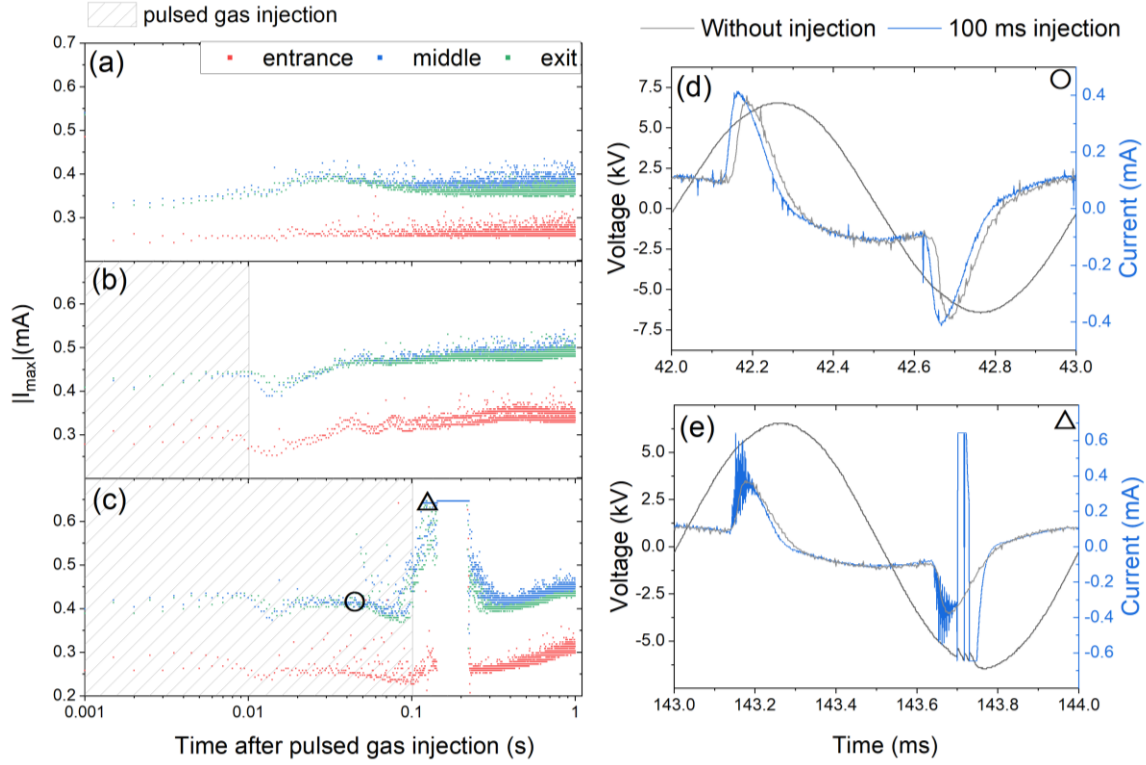 pulsed gas injection
(a)
entrance middle exit
0.7
0.6
0.5
0.4
0.3
(b)
0.6
0.5
0.4
0.3
(c)
0.6
0.5
0.4
0.3
0.2
0.001 0.01 0.1 1
|Imax|(mA)
Time after pulsed gas injection (s)
Without injection 100 ms injection
(d)
7.5
5.0
2.5
0.0
-2.5
-5.0
-7.5
Voltage (kV)
0.4
0.2
0.0
-0.2
-0.4
Current (mA)
42.0 42.2 42.4 42.6 42.8 43.0
(e)
5.0
2.5
0.0
-2.5
-5.0
Voltage (kV)
0.6
0.4
0.2
0.0
-0.2
-0.4
-0.6
Current (mA)
143.0 143.2 143.4 143.6 143.8 144.0
Time (ms)